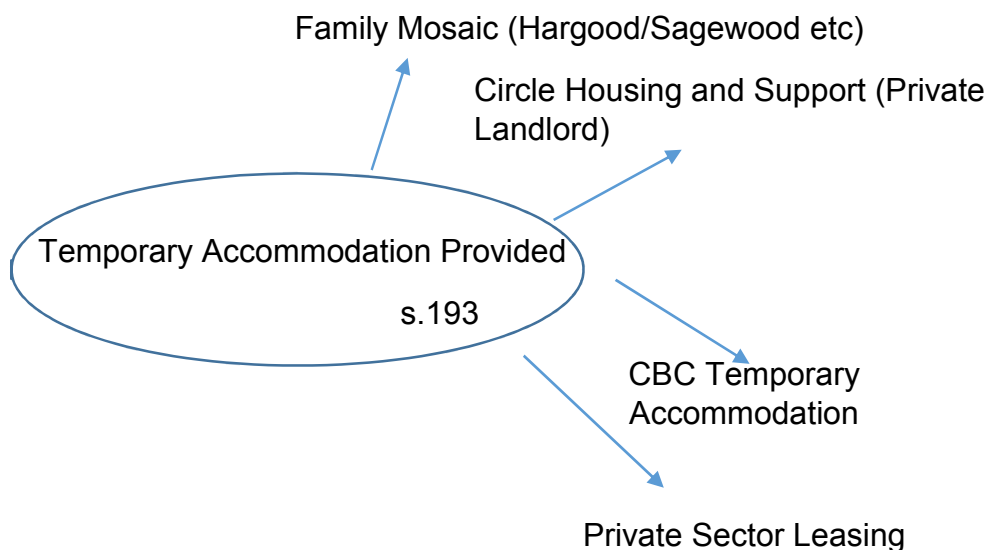 Family Mosaic (Hargood/Sagewood etc)
Circle Housing and Support (Private
Landlord)
Temporary Accommodation Provided
s.193
CBC Temporary
Accommodation
Private Sector Leasing